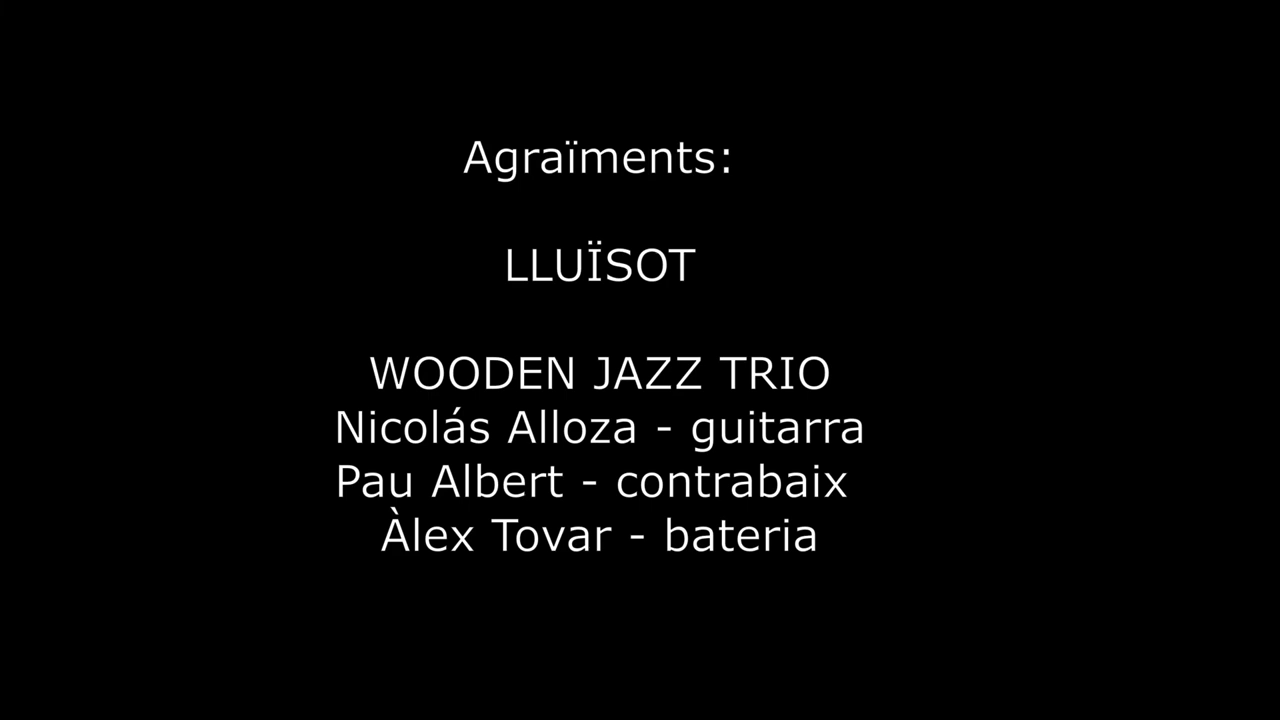 Agraïments:
LLUÏSOT
WOODEN JAZZ TRIO
Nicolás Alloza - guitarra
Pau Albert - contrabaix
Àlex Tovar - bateria